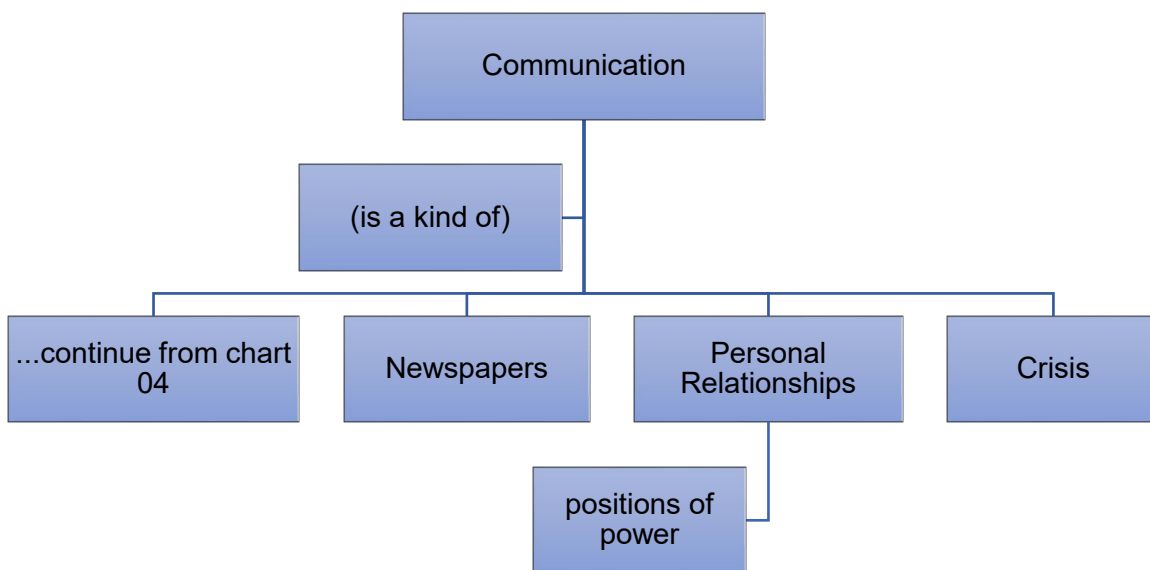 Communication
(is a kind of)
...continue from chart
04
Newspapers
Personal
Relationships
Crisis
positions of
power